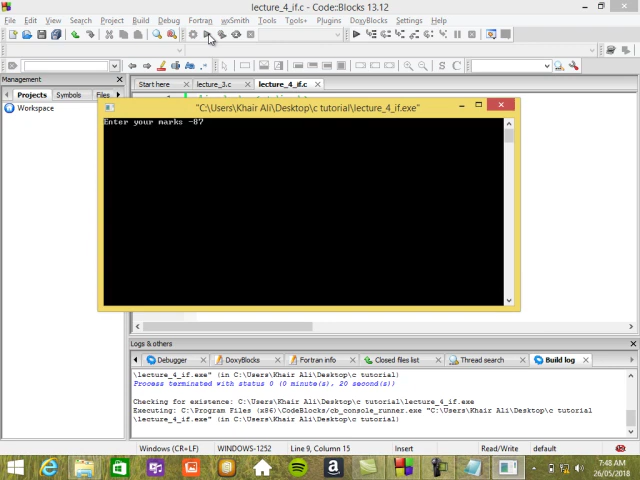 lecture_4_if.c - Code::Blocks 13.12
File Edit View Search Project Build Debug Fortran wxSmith Tools Tools+ Plugins DoxyBlocks Settings Help
Management
Start here lecture_3.c lecture_4_if.c
Projects Symbols Files
Workspace
"C:\Users\Khair Ali\Desktop\c tutorial\lecture_4_if.exe"
Enter your marks -87
Logs & others
Debugger DoxyBlocks Fortran info Closed files list Thread search Build log
\lecture_4_if.exe" (in C:\Users\Khair Ali\Desktop\c tutorial)
Process terminated with status 0 (0 minute(s), 20 second(s))
Checking for existence: C:\Users\Khair Ali\Desktop\c tutorial\lecture_4_if.exe
Executing: C:\Program Files (x86)\CodeBlocks/cb_console_runner.exe "C:\Users\Khair Ali\Desktop\c tutorial
\lecture_4_if.exe" (in C:\Users\Khair Ali\Desktop\c tutorial)
Windows (CR+LF) WINDOWS-1252 Line 9, Column 15 Insert Read/Write default
7:48 AM
26/05/2018